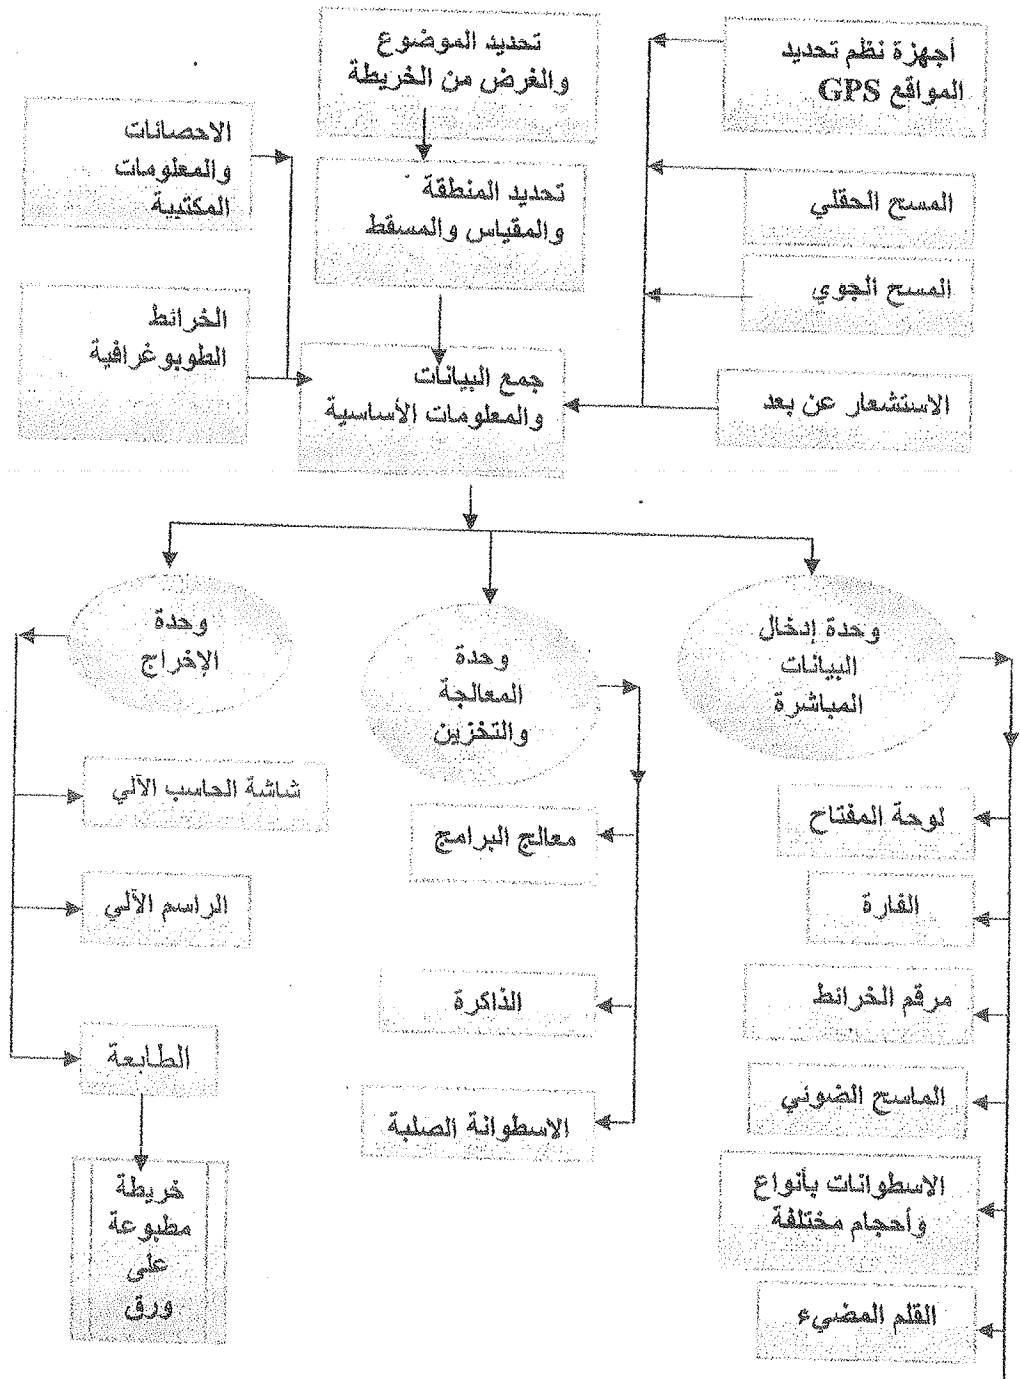 تحديد الموضوع
والغرض من الخريطة
أجهزة نظم تحديد
المواقع GPS
الاحصائات
والمعلومات
المكتبية
تحديد المنطقة
والمقياس والمسقط
المسح الحقلي
المسح الجوي
الخرائط
الطوبوغرافية
جمع البيانات
والمعلومات الأساسية
الاستشعار عن بعد
وحدة إدخال
البيانات
المباشرة
وحدة
المعالجة
والتخزين
وحدة
الإخراج
لوحة المفتاح
الفارة
مرقم الخرائط
الماسح الضوئي
الاسطوانات بأنواع
وأحجام مختلفة
القلم المضيء
معالج البرامج
الذاكرة
الاسطوانة الصلبة
شاشة الحاسب الآلي
الراسم الآلي
الطابعة
خريطة
مطبوعة
على
ورق